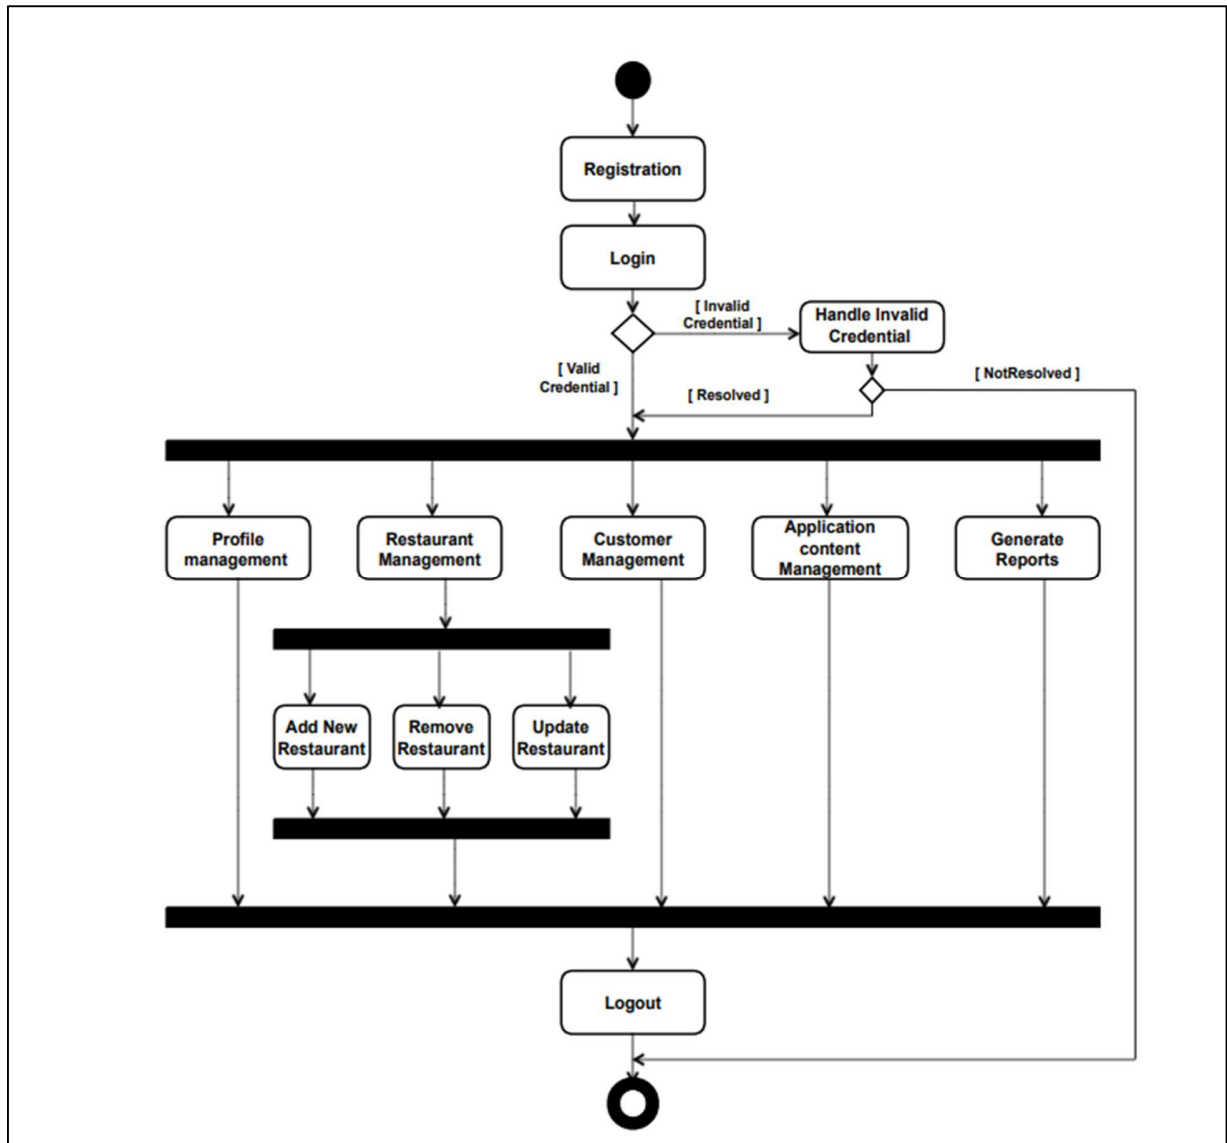 Registration
Login
[ Invalid
Credential ]
Handle Invalid
Credential
[ Valid
Credential ]
[ Resolved ]
[ NotResolved ]
Profile
management
Restaurant
Management
Customer
Management
Application
content
Management
Generate
Reports
Add New
Restaurant
Remove
Restaurant
Update
Restaurant
Logout